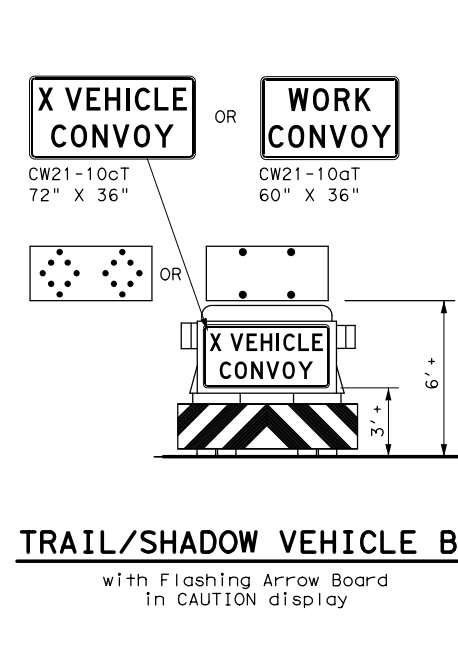 X VEHICLE
CONVOY
OR
WORK
CONVOY
CW21-10cT
72" X 36"
CW21-10aT
60" X 36"
OR
X VEHICLE
CONVOY
3'+
6'+
TRAIL/SHADOW VEHICLE B
with Flashing Arrow Board
in CAUTION display